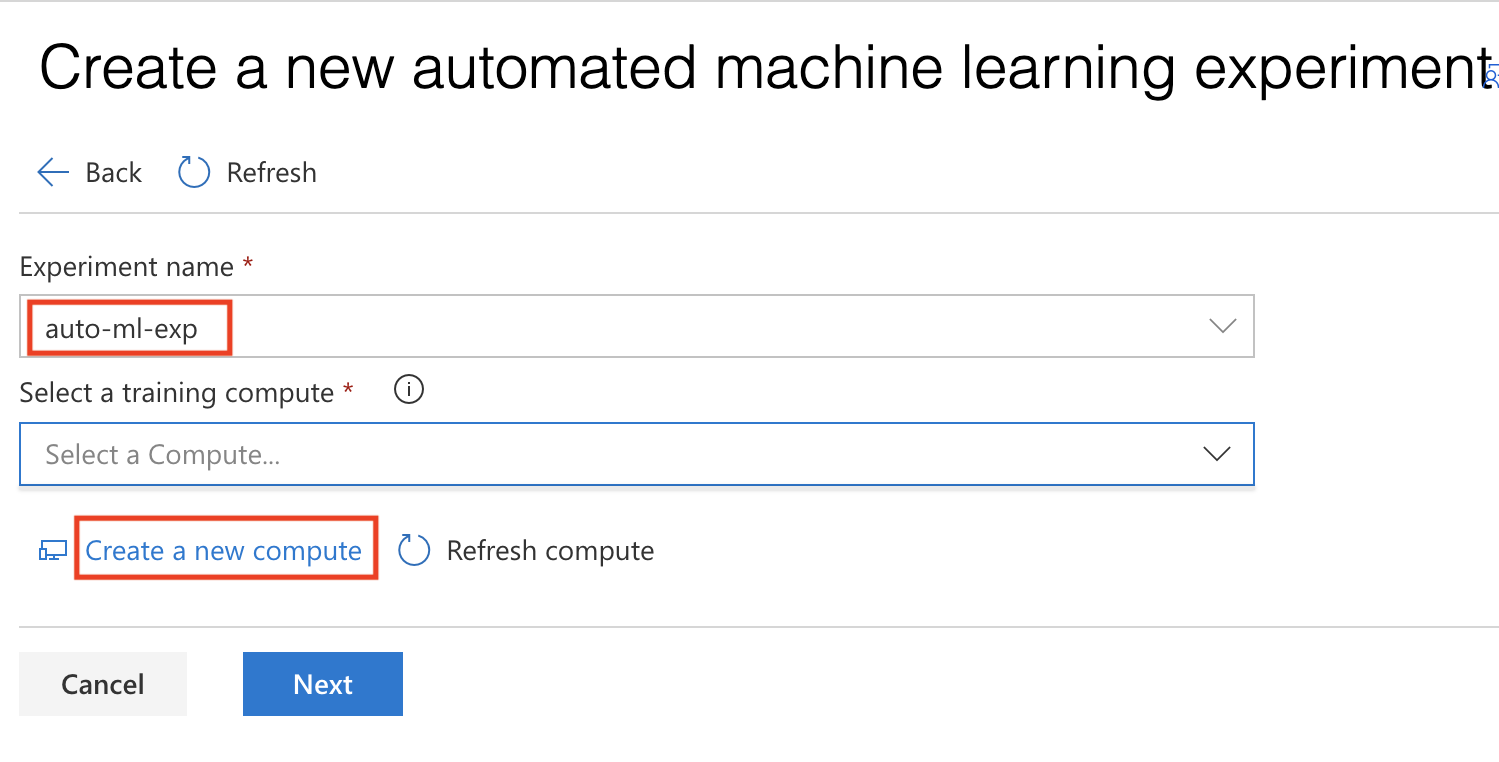 Create a new automated machine learning experiment
Back Refresh
Experiment name *
auto-ml-exp
Select a training compute *
Select a Compute...
Create a new compute Refresh compute
Cancel Next